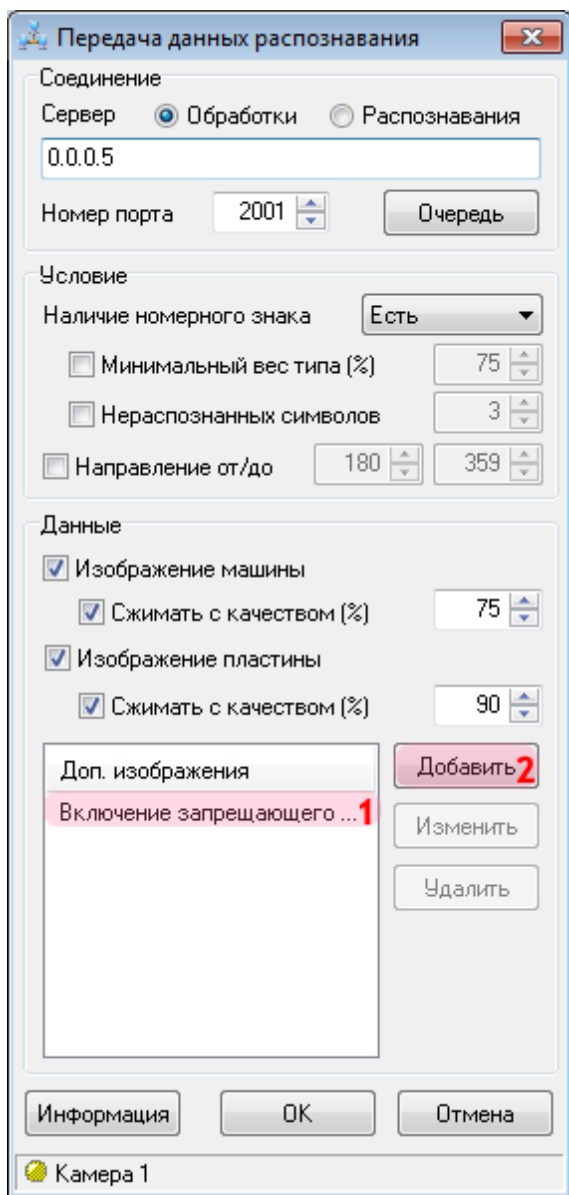 Передача данных распознавания
Соединение
Сервер Обработки Распознавания
0.0.0.5
Номер порта 2001 Очередь
Условие
Наличие номерного знака Есть
Минимальный вес типа (%) 75
Нераспознанных символов 3
Направление от/до 180 359
Данные
Изображение машины
Сжимать с качеством (%) 75
Изображение пластины
Сжимать с качеством (%) 90
Доп. изображения Добавить 2
Включение запрещающего ... 1
Изменить
Удалить
Информация OK Отмена
Камера 1